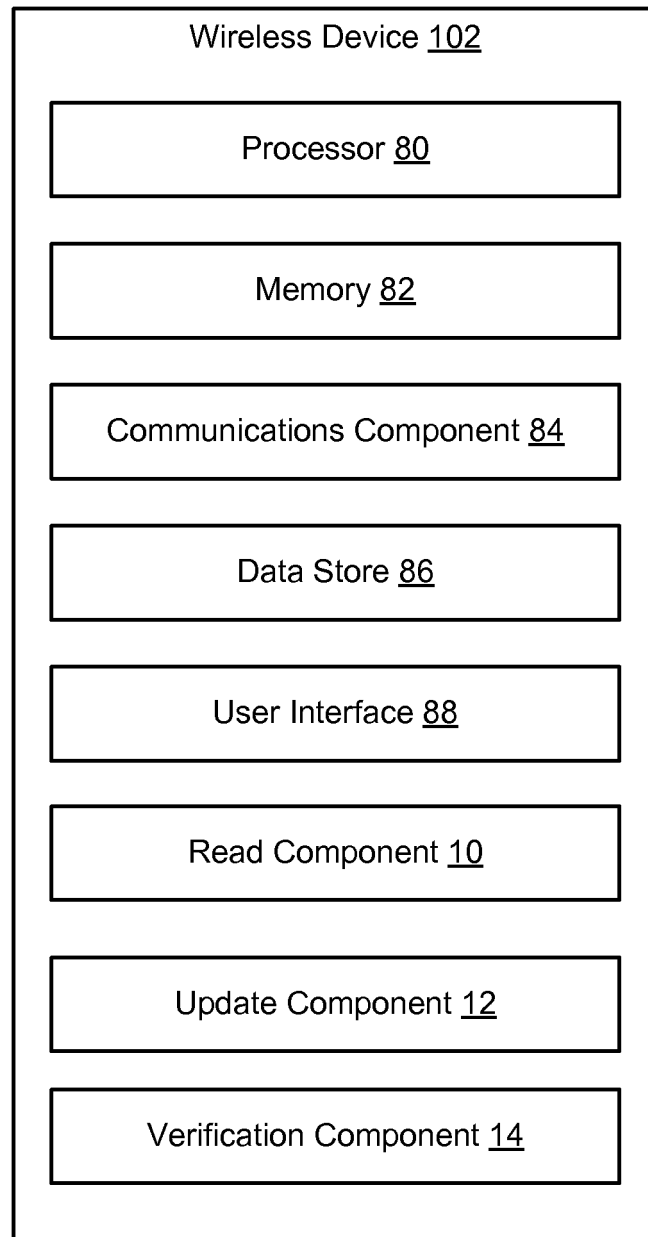 Wireless Device 102
Processor 80
Memory 82
Communications Component 84
Data Store 86
User Interface 88
Read Component 10
Update Component 12
Verification Component 14